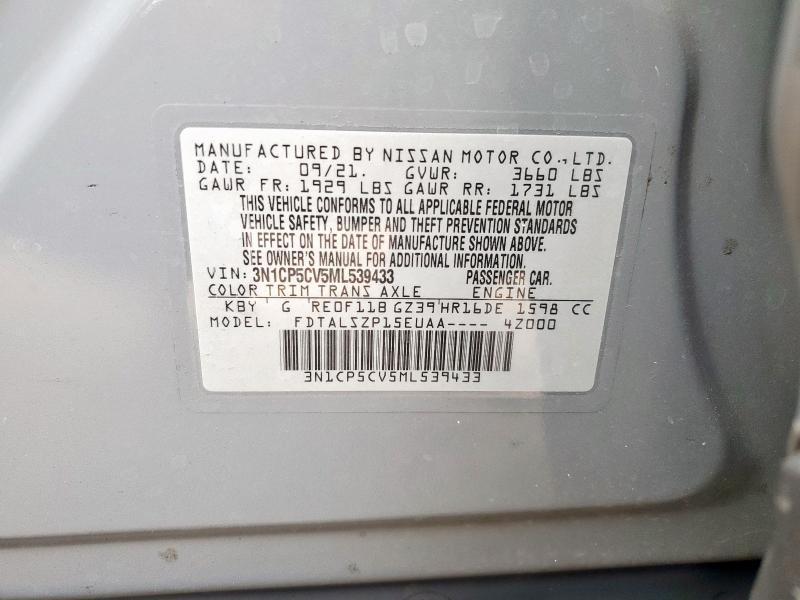 MANUFACTURED BY NISSAN MOTOR CO.,LTD.
DATE: 09/21. GVWR: 3660 LBS
GAWR FR: 1929 LBS GAWR RR: 1731 LBS
THIS VEHICLE CONFORMS TO ALL APPLICABLE FEDERAL MOTOR
VEHICLE SAFETY, BUMPER AND THEFT PREVENTION STANDARDS
IN EFFECT ON THE DATE OF MANUFACTURE SHOWN ABOVE.
SEE OWNER'S MANUAL FOR ADDITIONAL INFORMATION.
VIN: 3N1CP5CV5ML539433 PASSENGER CAR.
COLOR TRIM TRANS AXLE ENGINE
KBY G RE0F11B GZ39 HR16DE 1598 CC
MODEL: FDTALSZP15EUAA---- 4Z000
3N1CP5CV5ML539433